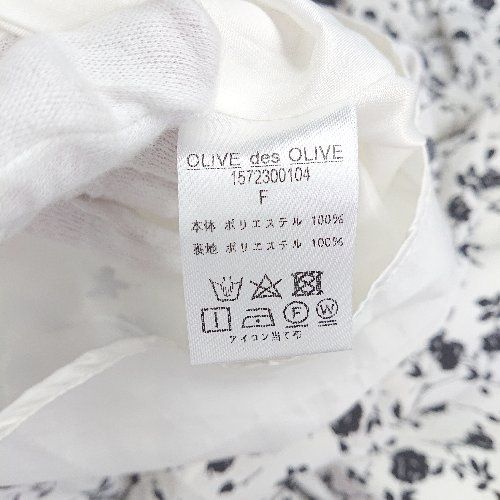 OLIVE des OLIVE
1572300104
F
本体 ポリエステル 100%
裏地 ポリエステル 100%
F W
アイロン当て布